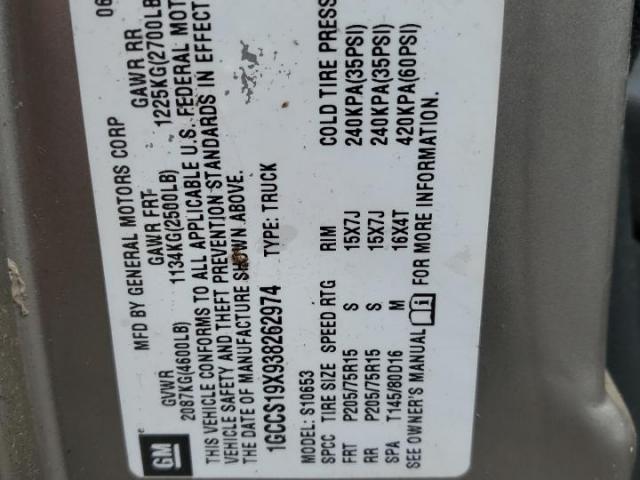 GM
MFD BY GENERAL MOTORS CORP 06
GVWR GAWR FRT GAWR RR
2087KG(4600LB) 1134KG(2500LB) 1225KG(2700LB
THIS VEHICLE CONFORMS TO ALL APPLICABLE U.S. FEDERAL MOT
VEHICLE SAFETY AND THEFT PREVENTION STANDARDS IN EFFECT
THE DATE OF MANUFACTURE SHOWN ABOVE.
1GCCS19X938262974 TYPE: TRUCK
MODEL: S10653
SPCC TIRE SIZE SPEED RTG RIM COLD TIRE PRESS
FRT P205/75R15 S 15X7J 240KPA(35PSI)
RR P205/75R15 S 15X7J 240KPA(35PSI)
SPA T145/80D16 M 16X4T 420KPA(60PSI)
SEE OWNER'S MANUAL FOR MORE INFORMATION.